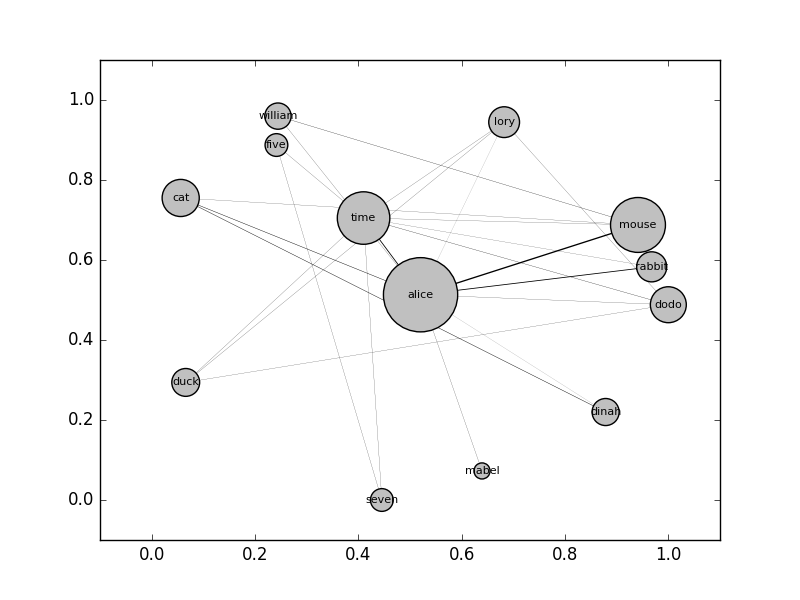 1.0
0.8
0.6
0.4
0.2
0.0
william
lory
five
cat
time
mouse
rabbit
alice
dodo
duck
dinah
mabel
seven
0.0 0.2 0.4 0.6 0.8 1.0